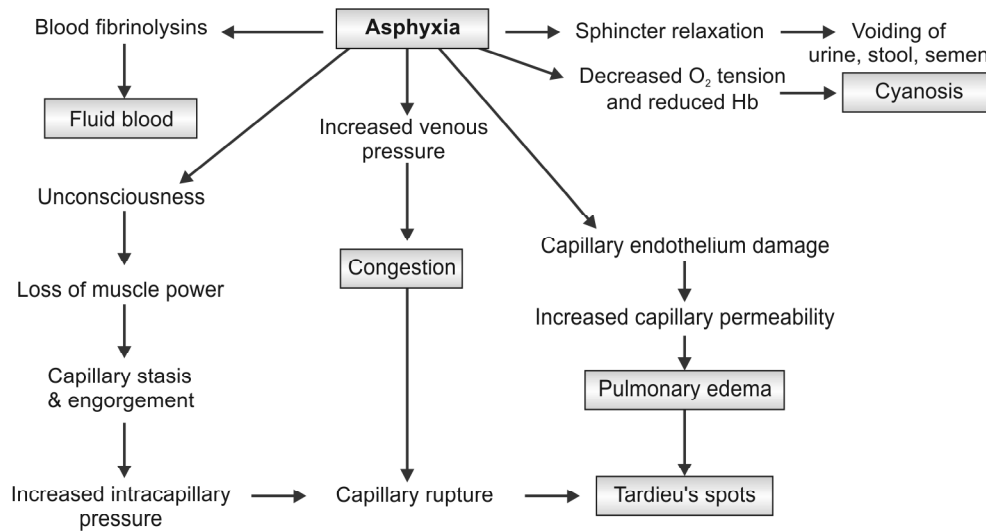 Blood fibrinolysins
Asphyxia
Sphincter relaxation
Voiding of
urine, stool, semen
Decreased O₂ tension
and reduced Hb
Cyanosis
Fluid blood
Increased venous
pressure
Unconsciousness
Capillary endothelium damage
Congestion
Loss of muscle power
Increased capillary permeability
Capillary stasis
& engorgement
Pulmonary edema
Increased intracapillary
pressure
Capillary rupture
Tardieu's spots